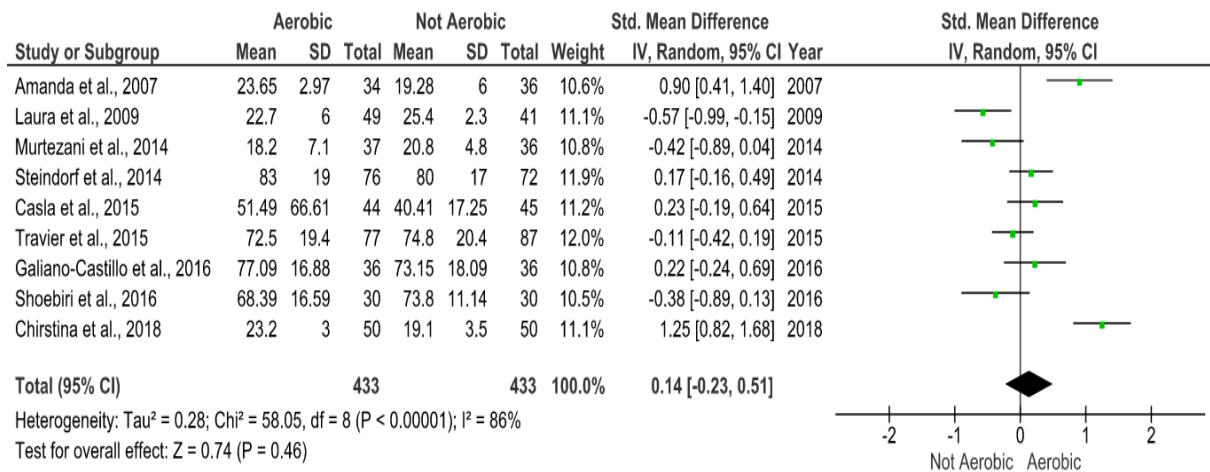 Aerobic Not Aerobic Std. Mean Difference Std. Mean Difference
Study or Subgroup Mean SD Total Mean SD Total Weight IV, Random, 95% CI Year IV, Random, 95% CI
Amanda et al., 2007 23.65 2.97 34 19.28 6 36 10.6% 0.90 [0.41, 1.40] 2007
Laura et al., 2009 22.7 6 49 25.4 2.3 41 11.1% -0.57 [-0.99, -0.15] 2009
Murtezani et al., 2014 18.2 7.1 37 20.8 4.8 36 10.8% -0.42 [-0.89, 0.04] 2014
Steindorf et al., 2014 83 19 76 80 17 72 11.9% 0.17 [-0.16, 0.49] 2014
Casla et al., 2015 51.49 66.61 44 40.41 17.25 45 11.2% 0.23 [-0.19, 0.64] 2015
Travier et al., 2015 72.5 19.4 77 74.8 20.4 87 12.0% -0.11 [-0.42, 0.19] 2015
Galiano-Castillo et al., 2016 77.09 16.88 36 73.15 18.09 36 10.8% 0.22 [-0.24, 0.69] 2016
Shoebiri et al., 2016 68.39 16.59 30 73.8 11.14 30 10.5% -0.38 [-0.89, 0.13] 2016
Chirstina et al., 2018 23.2 3 50 19.1 3.5 50 11.1% 1.25 [0.82, 1.68] 2018
Total (95% CI) 433 433 100.0% 0.14 [-0.23, 0.51]
Heterogeneity: Tau² = 0.28; Chi² = 58.05, df = 8 (P < 0.00001); I² = 86%
Test for overall effect: Z = 0.74 (P = 0.46)
-2 -1 0 1 2
Not Aerobic Aerobic